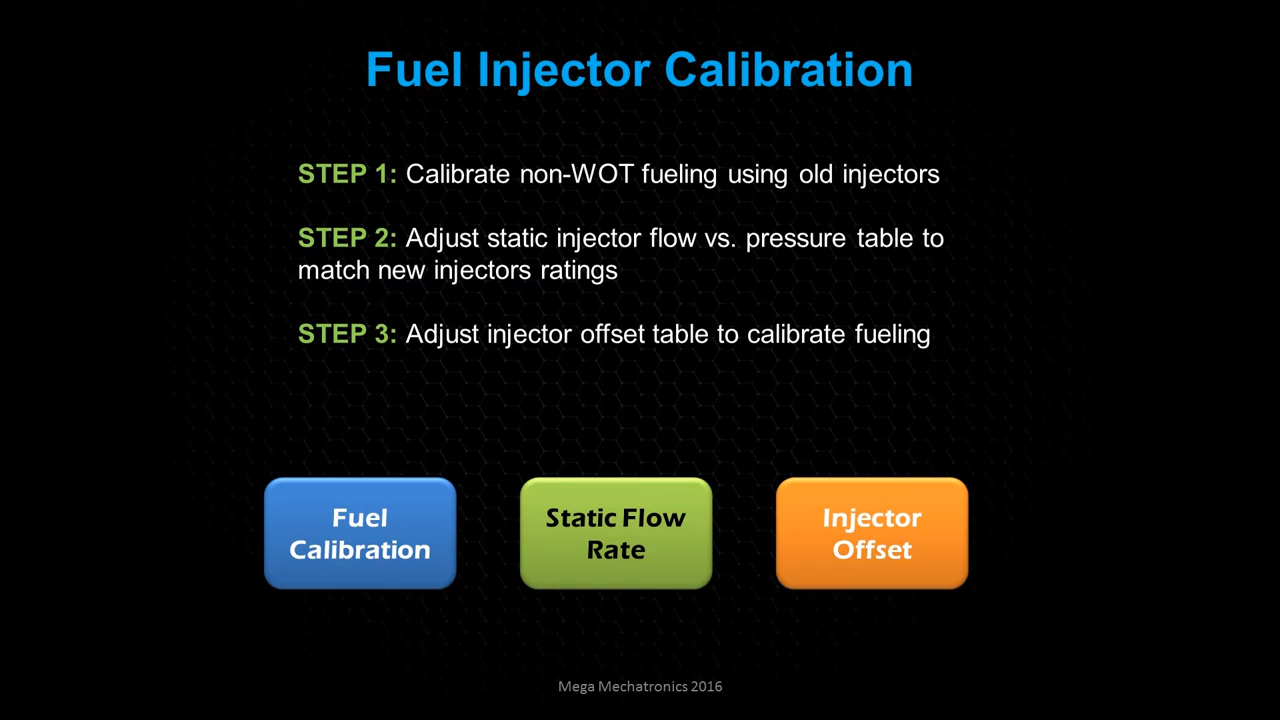 Fuel Injector Calibration
STEP 1: Calibrate non-WOT fueling using old injectors
STEP 2: Adjust static injector flow vs. pressure table to
match new injectors ratings
STEP 3: Adjust injector offset table to calibrate fueling
Fuel
Calibration
Static Flow
Rate
Injector
Offset
Mega Mechatronics 2016